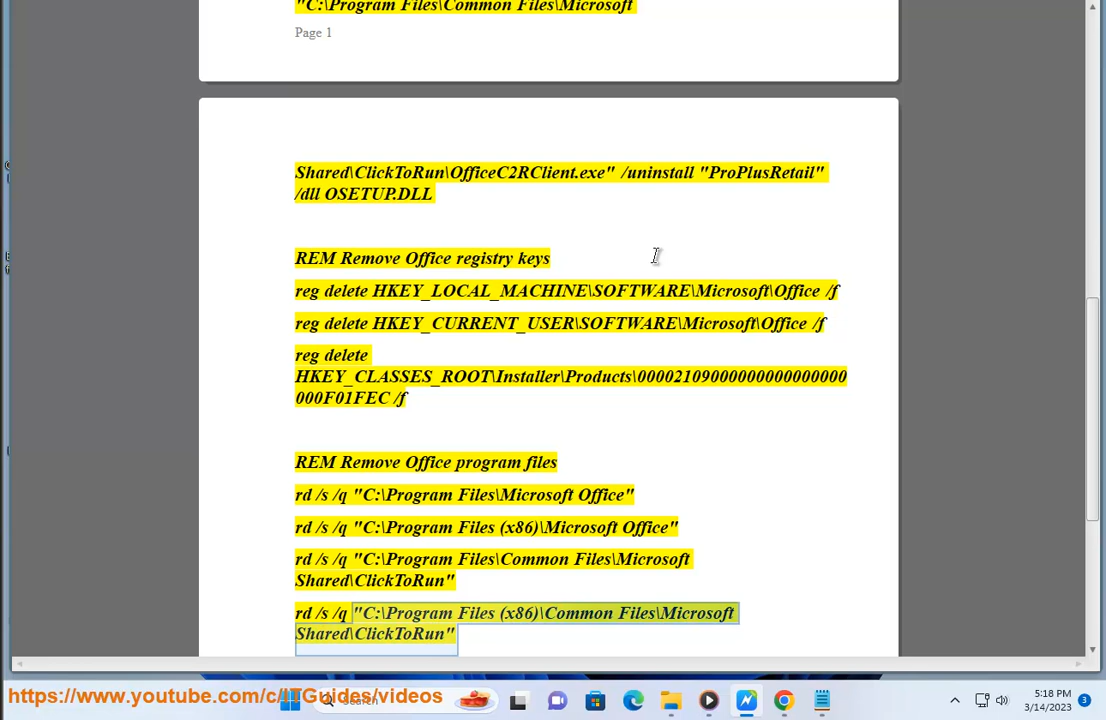 "C:\Program Files\Common Files\Microsoft
Page 1
Shared\ClickToRun\OfficeC2RClient.exe" /uninstall "ProPlusRetail"
/dll OSETUP.DLL
REM Remove Office registry keys
reg delete HKEY_LOCAL_MACHINE\SOFTWARE\Microsoft\Office /f
reg delete HKEY_CURRENT_USER\SOFTWARE\Microsoft\Office /f
reg delete
HKEY_CLASSES_ROOT\Installer\Products\00002109000000000000000
000F01FEC /f
REM Remove Office program files
rd /s /q "C:\Program Files\Microsoft Office"
rd /s /q "C:\Program Files (x86)\Microsoft Office"
rd /s /q "C:\Program Files\Common Files\Microsoft
Shared\ClickToRun"
rd /s /q "C:\Program Files (x86)\Common Files\Microsoft
Shared\ClickToRun"
https://www.youtube.com/c/ITGuides/videos
Search
5:18 PM
3/14/2023
3